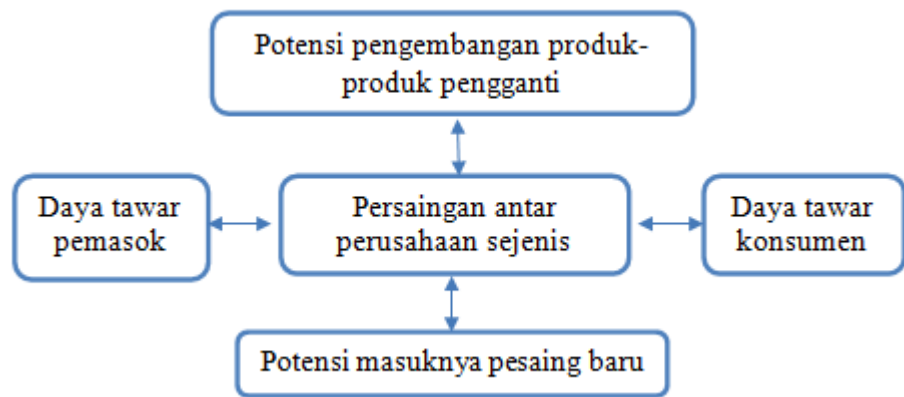 Potensi pengembangan produk-
produk pengganti
Daya tawar
pemasok
Persaingan antar
perusahaan sejenis
Daya tawar
konsumen
Potensi masuknya pesaing baru